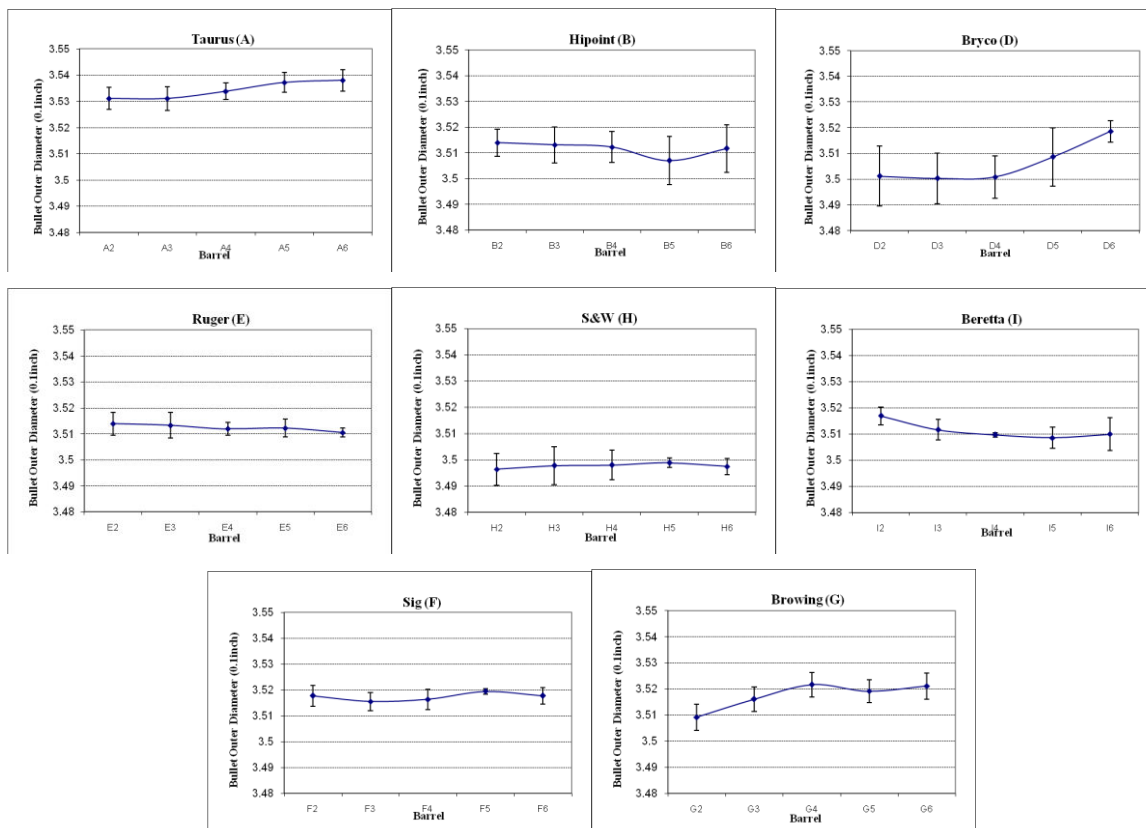 Taurus (A)
Bullet Outer Diameter (0.1inch)
3.55
3.54
3.53
3.52
3.51
3.5
3.49
3.48
A2 A3 A4 A5 A6
Barrel
Hipoint (B)
Bullet Outer Diameter (0.1inch)
3.55
3.54
3.53
3.52
3.51
3.5
3.49
3.48
B2 B3 B4 B5 B6
Barrel
Bryco (D)
Bullet Outer Diameter (0.1inch)
3.55
3.54
3.53
3.52
3.51
3.5
3.49
3.48
D2 D3 D4 D5 D6
Barrel
Ruger (E)
Bullet Outer Diameter (0.1inch)
3.55
3.54
3.53
3.52
3.51
3.5
3.49
3.48
E2 E3 E4 E5 E6
Barrel
S&W (H)
Bullet Outer Diameter (0.1inch)
3.55
3.54
3.53
3.52
3.51
3.5
3.49
3.48
H2 H3 H4 H5 H6
Barrel
Beretta (I)
Bullet Outer Diameter (0.1inch)
3.55
3.54
3.53
3.52
3.51
3.5
3.49
3.48
I2 I3 I4 I5 I6
Barrel
Sig (F)
Bullet Outer Diameter (0.1inch)
3.55
3.54
3.53
3.52
3.51
3.5
3.49
3.48
F2 F3 F4 F5 F6
Barrel
Browing (G)
Bullet Outer Diameter (0.1inch)
3.55
3.54
3.53
3.52
3.51
3.5
3.49
3.48
G2 G3 G4 G5 G6
Barrel